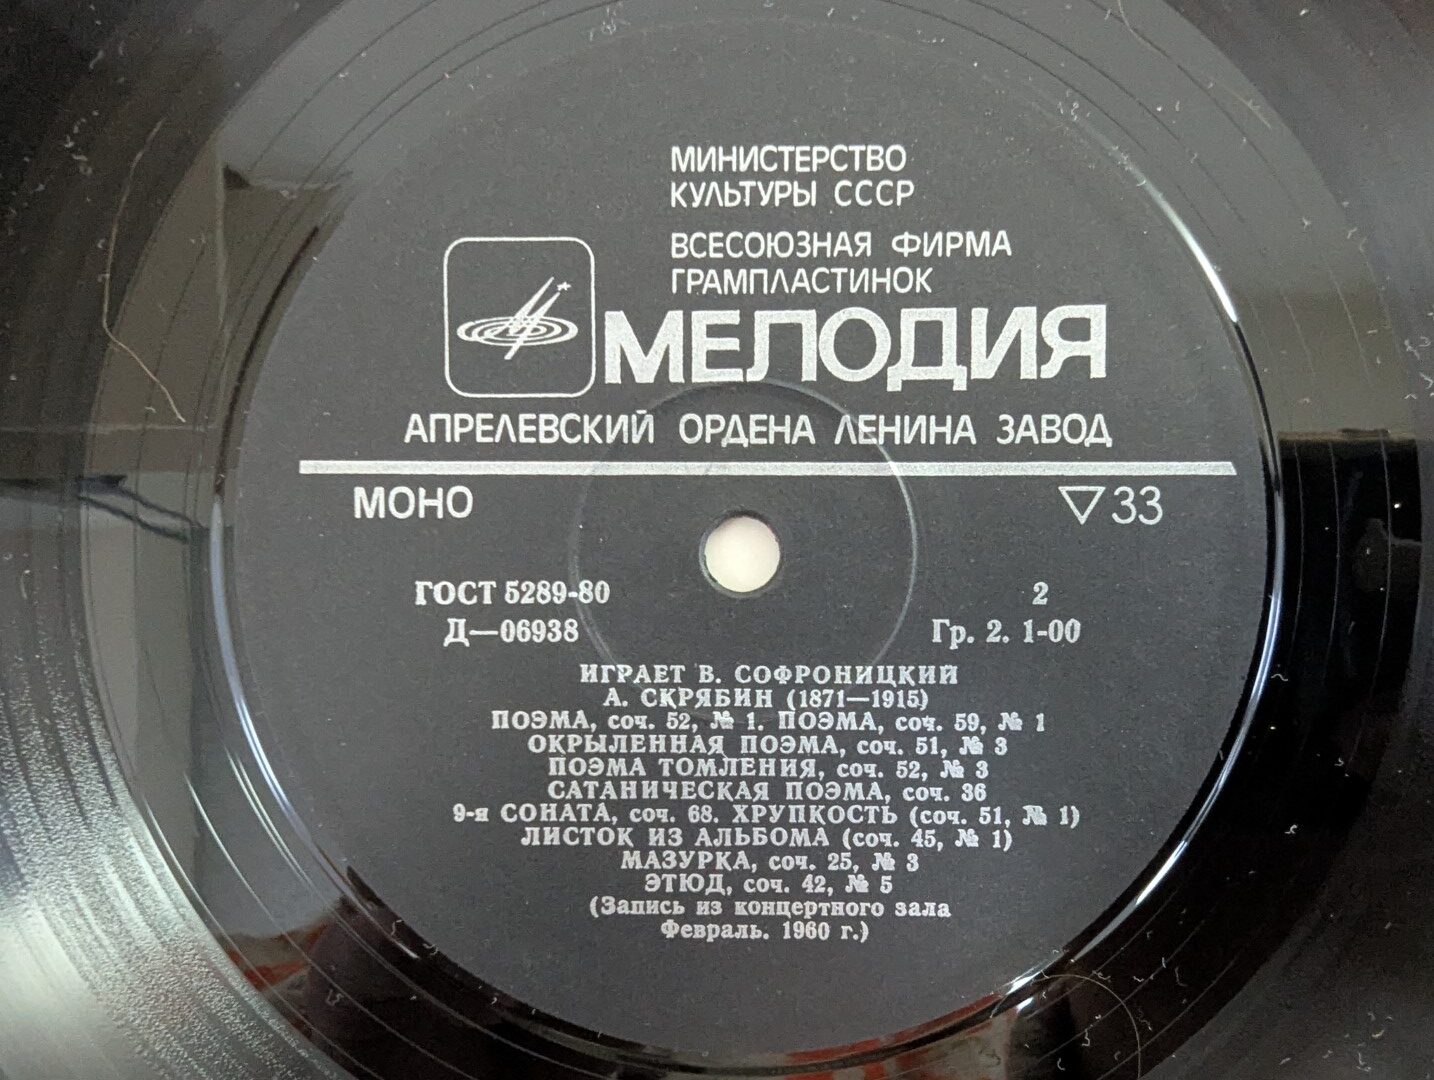 МИНИСТЕРСТВО
КУЛЬТУРЫ СССР
ВСЕСОЮЗНАЯ ФИРМА
ГРАМПЛАСТИНОК
МЕЛОДИЯ
АПРЕЛЕВСКИЙ ОРДЕНА ЛЕНИНА ЗАВОД
МОНО ▽33
ГОСТ 5289-80 2
Д—06938 Гр. 2. 1-00
ИГРАЕТ В. СОФРОНИЦКИЙ
А. СКРЯБИН (1871—1915)
ПОЭМА, соч. 52, № 1. ПОЭМА, соч. 59, № 1
ОКРЫЛЕННАЯ ПОЭМА, соч. 51, № 3
ПОЭМА ТОМЛЕНИЯ, соч. 52, № 3
САТАНИЧЕСКАЯ ПОЭМА, соч. 36
9-я СОНАТА, соч. 68. ХРУПКОСТЬ (соч. 51, № 1)
ЛИСТОК ИЗ АЛЬБОМА (соч. 45, № 1)
МАЗУРКА, соч. 25, № 3
ЭТЮД, соч. 42, № 5
(Запись из концертного зала
Февраль. 1960 г.)